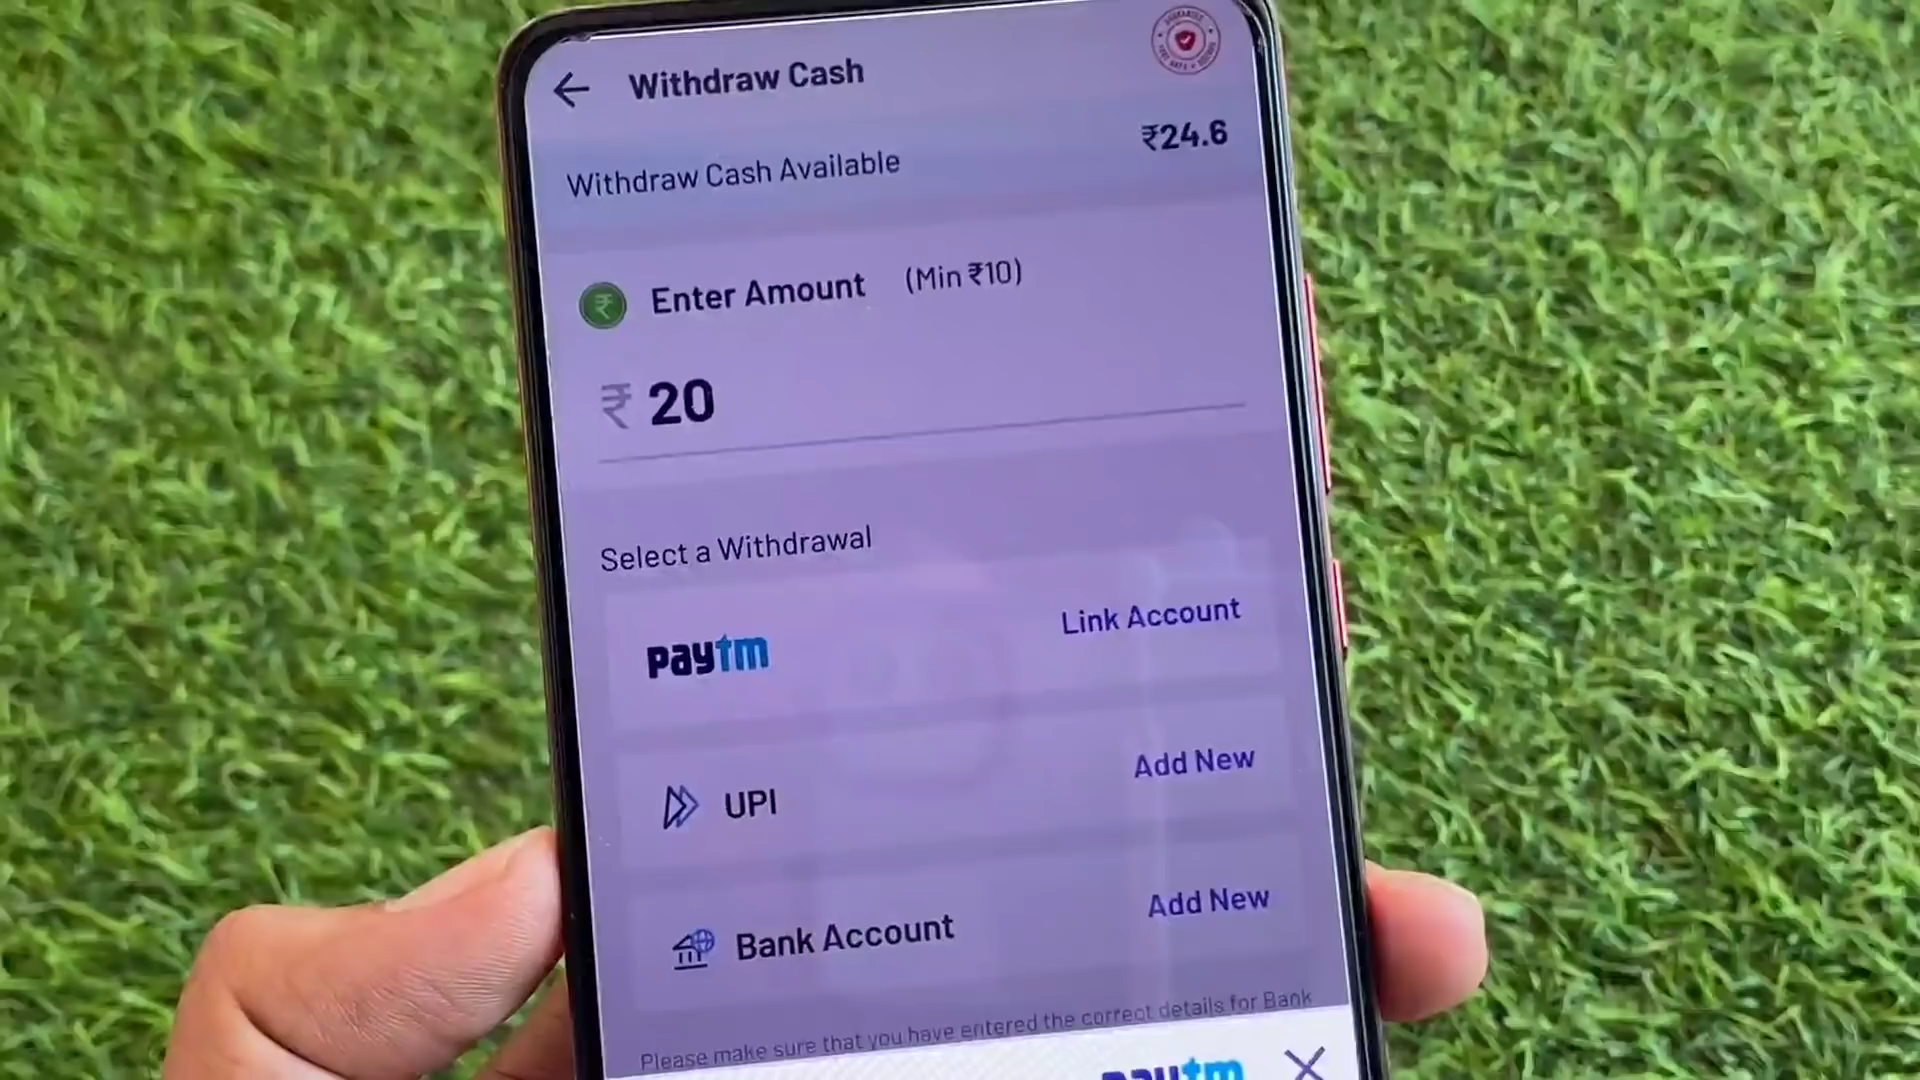 Withdraw Cash
Withdraw Cash Available ₹24.6
Enter Amount (Min ₹10)
₹ 20
Select a Withdrawal
paytm Link Account
UPI Add New
Bank Account Add New
Please make sure that you have entered the correct details for Bank
paytm